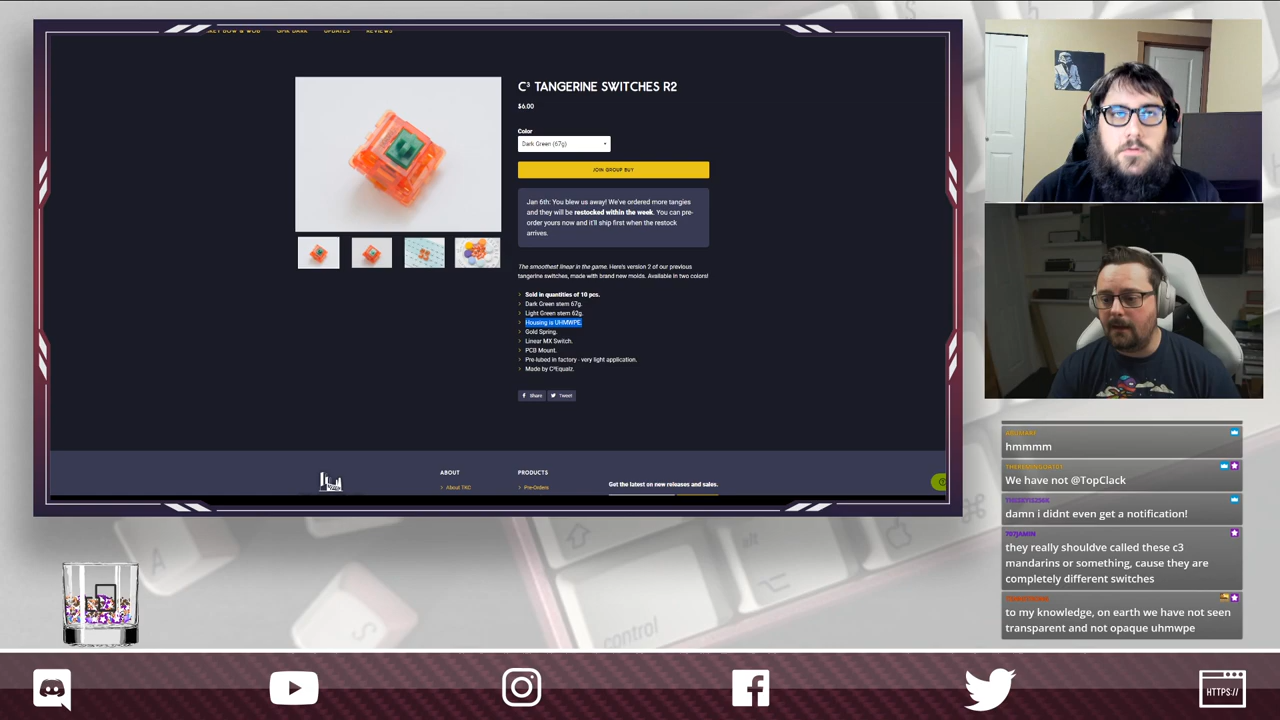 GMK DARK UPDATES REVIEWS
C³ TANGERINE SWITCHES R2
$6.00
Color
Dark Green (67g)
JOIN GROUP BUY
Jan 6th: You blew us away! We've ordered more tangies
and they will be restocked within the week. You can pre-
order yours now and it'll ship first when the restock
arrives.
The smoothest linear in the game. Here's version 2 of our previous
tangerine switches, made with brand new molds. Available in two colors!
Sold in quantities of 10 pcs.
Dark Green stem 67g.
Light Green stem 62g.
Housing is UHMWPE.
Gold Spring.
Linear MX Switch.
PCB Mount.
Pre-lubed in factory - very light application.
Made by C³Equalz.
Share Tweet
ABOUT
About TKC
PRODUCTS
Pre-Orders
Get the latest on new releases and sales.
hmmmm
We have not @TopClack
damn i didnt even get a notification!
707JAMIN
they really shouldve called these c3
mandarins or something, cause they are
completely different switches
to my knowledge, on earth we have not seen
transparent and not opaque uhmwpe
control
HTTPS://